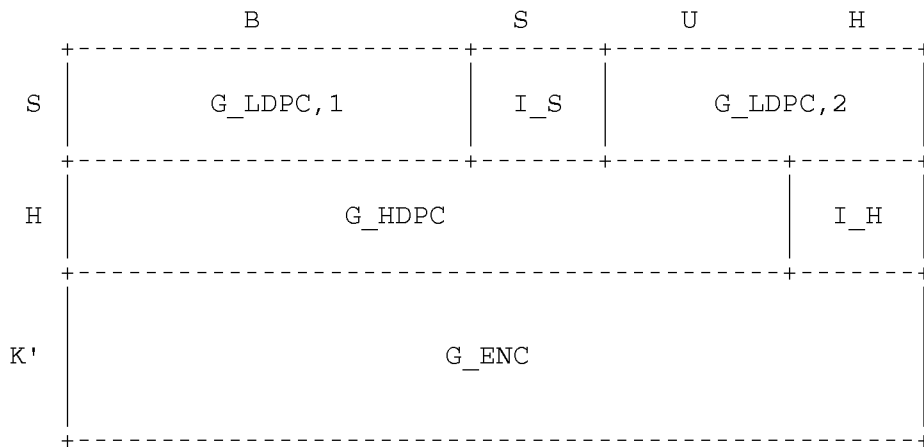 B S U H
S G_LDPC,1 I_S G_LDPC,2
H G_HDPC I_H
K' G_ENC